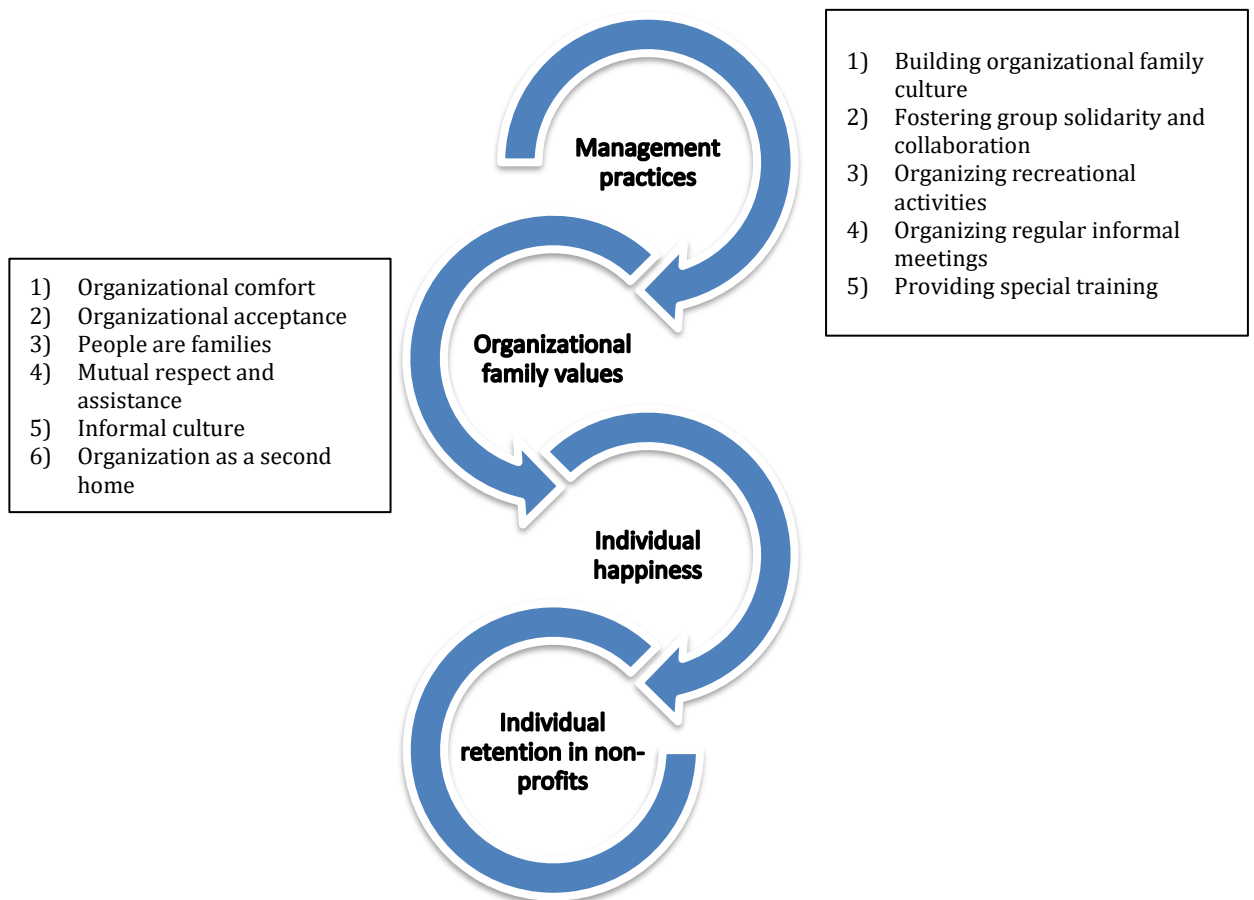 Management
practices
1) Building organizational family
culture
2) Fostering group solidarity and
collaboration
3) Organizing recreational
activities
4) Organizing regular informal
meetings
5) Providing special training
Organizational
family values
1) Organizational comfort
2) Organizational acceptance
3) People are families
4) Mutual respect and
assistance
5) Informal culture
6) Organization as a second
home
Individual
happiness
Individual
retention in non-
profits